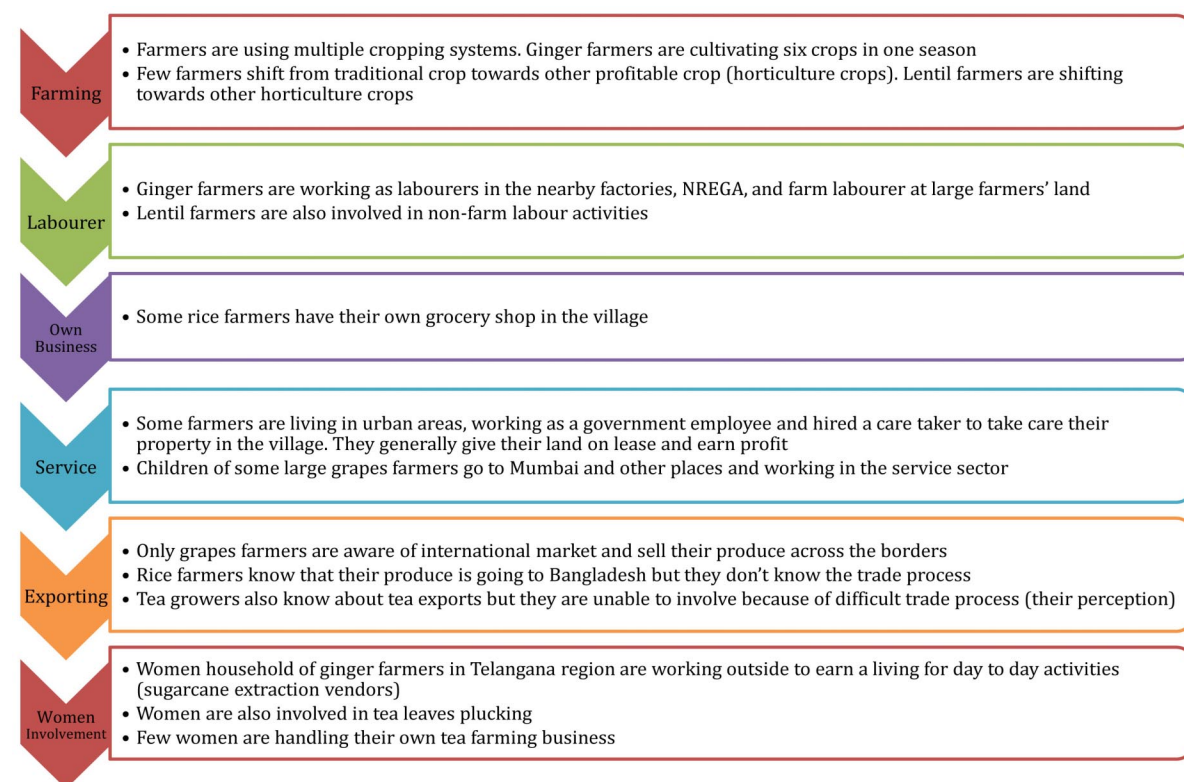 Farming
• Farmers are using multiple cropping systems. Ginger farmers are cultivating six crops in one season
• Few farmers shift from traditional crop towards other profitable crop (horticulture crops). Lentil farmers are shifting
towards other horticulture crops
Labourer
• Ginger farmers are working as labourers in the nearby factories, NREGA, and farm labourer at large farmers’ land
• Lentil farmers are also involved in non-farm labour activities
Own
Business
• Some rice farmers have their own grocery shop in the village
Service
• Some farmers are living in urban areas, working as a government employee and hired a care taker to take care their
property in the village. They generally give their land on lease and earn profit
• Children of some large grapes farmers go to Mumbai and other places and working in the service sector
Exporting
• Only grapes farmers are aware of international market and sell their produce across the borders
• Rice farmers know that their produce is going to Bangladesh but they don’t know the trade process
• Tea growers also know about tea exports but they are unable to involve because of difficult trade process (their perception)
Women
Involvement
• Women household of ginger farmers in Telangana region are working outside to earn a living for day to day activities
(sugarcane extraction vendors)
• Women are also involved in tea leaves plucking
• Few women are handling their own tea farming business